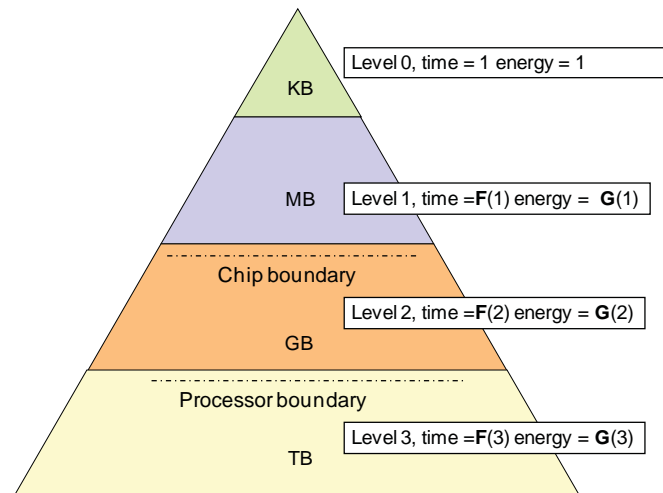 Level 0, time = 1 energy = 1
KB
Level 1, time =F(1) energy = G(1)
MB
Chip boundary
Level 2, time =F(2) energy = G(2)
GB
Processor boundary
Level 3, time =F(3) energy = G(3)
TB